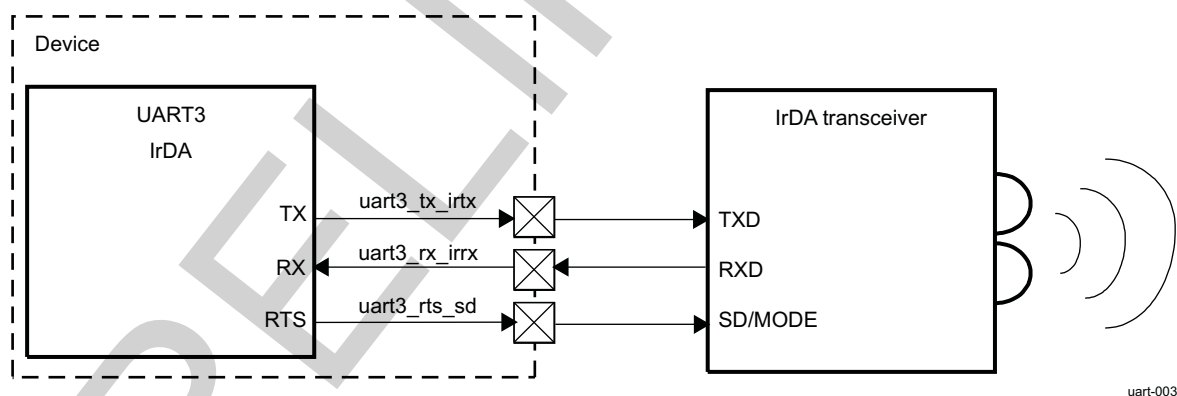 Device
UART3
IrDA
IrDA transceiver
TX
uart3_tx_irtx
TXD
RX
uart3_rx_irrx
RXD
RTS
uart3_rts_sd
SD/MODE
uart-003